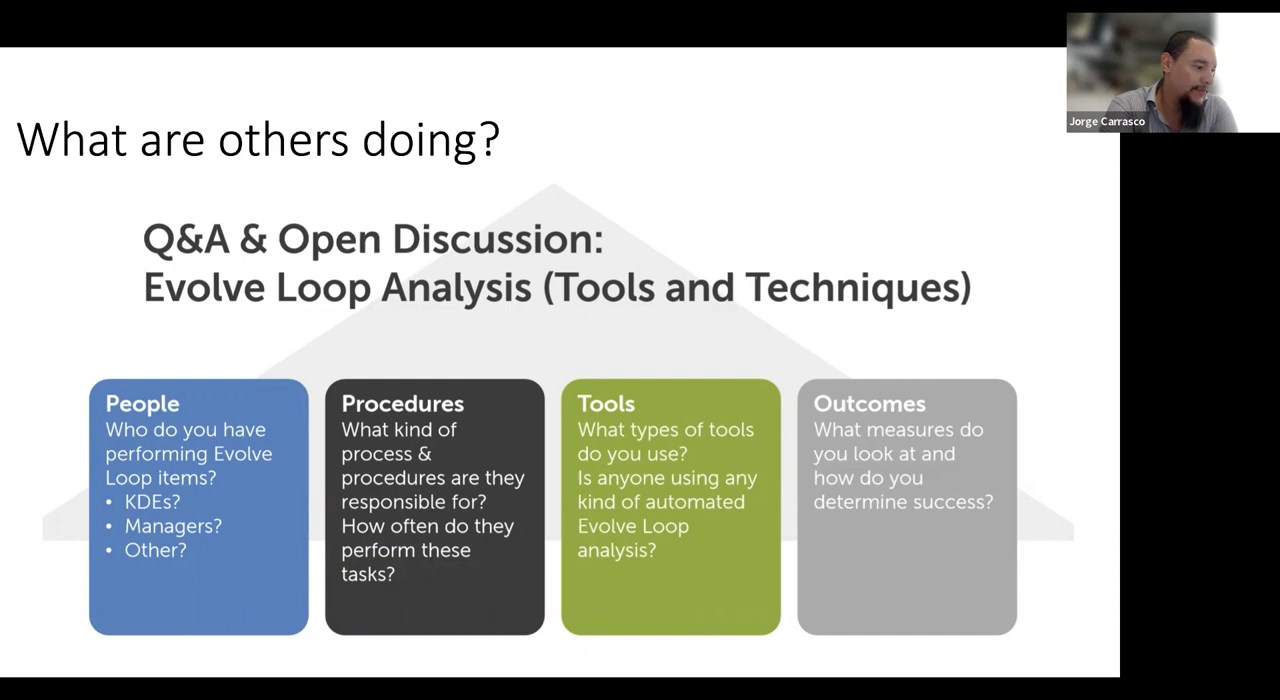 Jorge Carrasco
What are others doing?
Q&A & Open Discussion:
Evolve Loop Analysis (Tools and Techniques)
People
Who do you have
performing Evolve
Loop items?
• KDEs?
• Managers?
• Other?
Procedures
What kind of
process &
procedures are they
responsible for?
How often do they
perform these
tasks?
Tools
What types of tools
do you use?
Is anyone using any
kind of automated
Evolve Loop
analysis?
Outcomes
What measures do
you look at and
how do you
determine success?